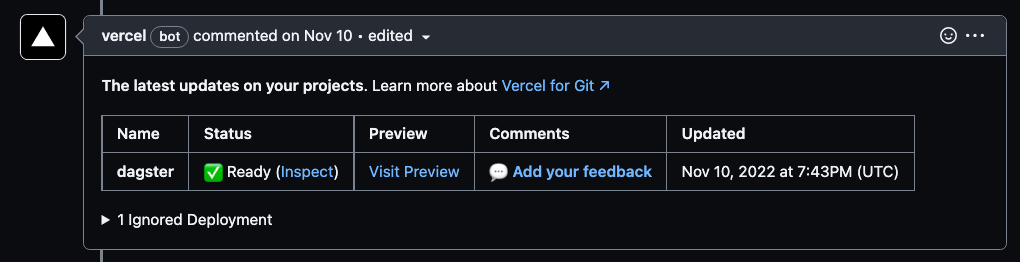 vercel bot commented on Nov 10 • edited
The latest updates on your projects. Learn more about Vercel for Git ↗
Name Status Preview Comments Updated
dagster ✅ Ready (Inspect) Visit Preview 💬 Add your feedback Nov 10, 2022 at 7:43PM (UTC)
▶ 1 Ignored Deployment